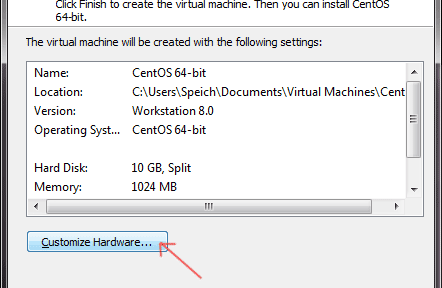 Click Finish to create the virtual machine. Then you can install CentOS
64-bit.
The virtual machine will be created with the following settings:
Name: CentOS 64-bit
Location: C:\Users\Speich\Documents\Virtual Machines\Cent
Version: Workstation 8.0
Operating Syst... CentOS 64-bit
Hard Disk: 10 GB, Split
Memory: 1024 MB
Customize Hardware...